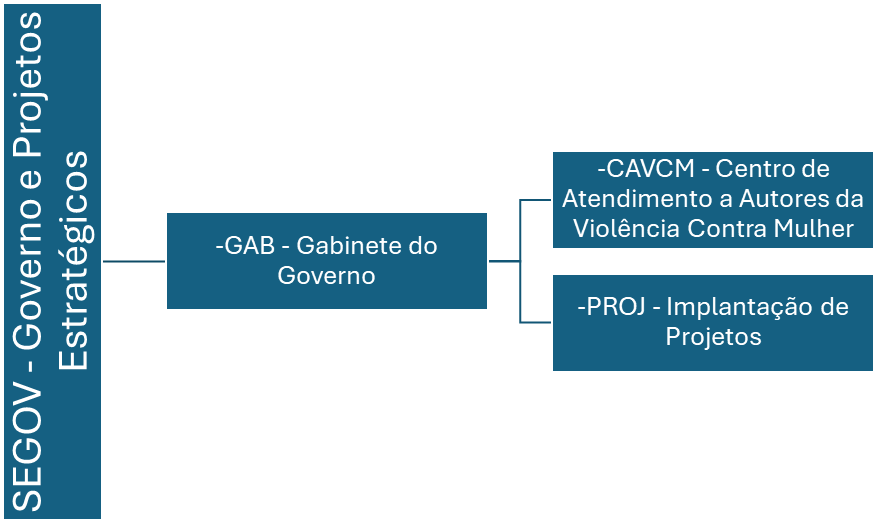 SEGOV - Governo e Projetos
Estratégicos
-GAB - Gabinete do
Governo
-CAVCM - Centro de
Atendimento a Autores da
Violência Contra Mulher
-PROJ - Implantação de
Projetos